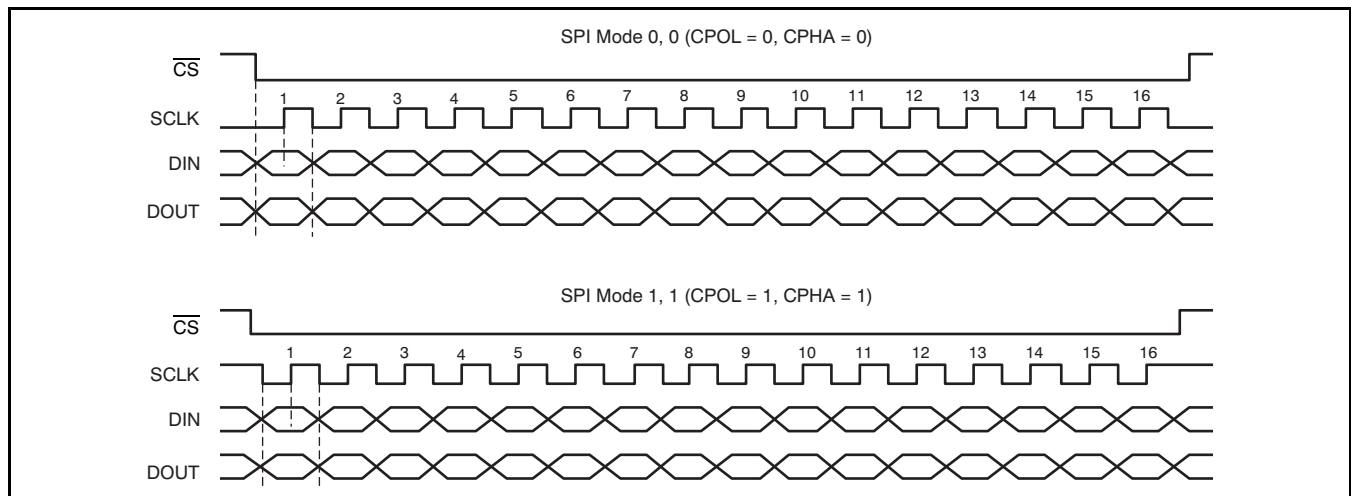 SPI Mode 0, 0 (CPOL = 0, CPHA = 0)
CS
1 2 3 4 5 6 7 8 9 10 11 12 13 14 15 16
SCLK
DIN
DOUT
SPI Mode 1, 1 (CPOL = 1, CPHA = 1)
CS
1 2 3 4 5 6 7 8 9 10 11 12 13 14 15 16
SCLK
DIN
DOUT